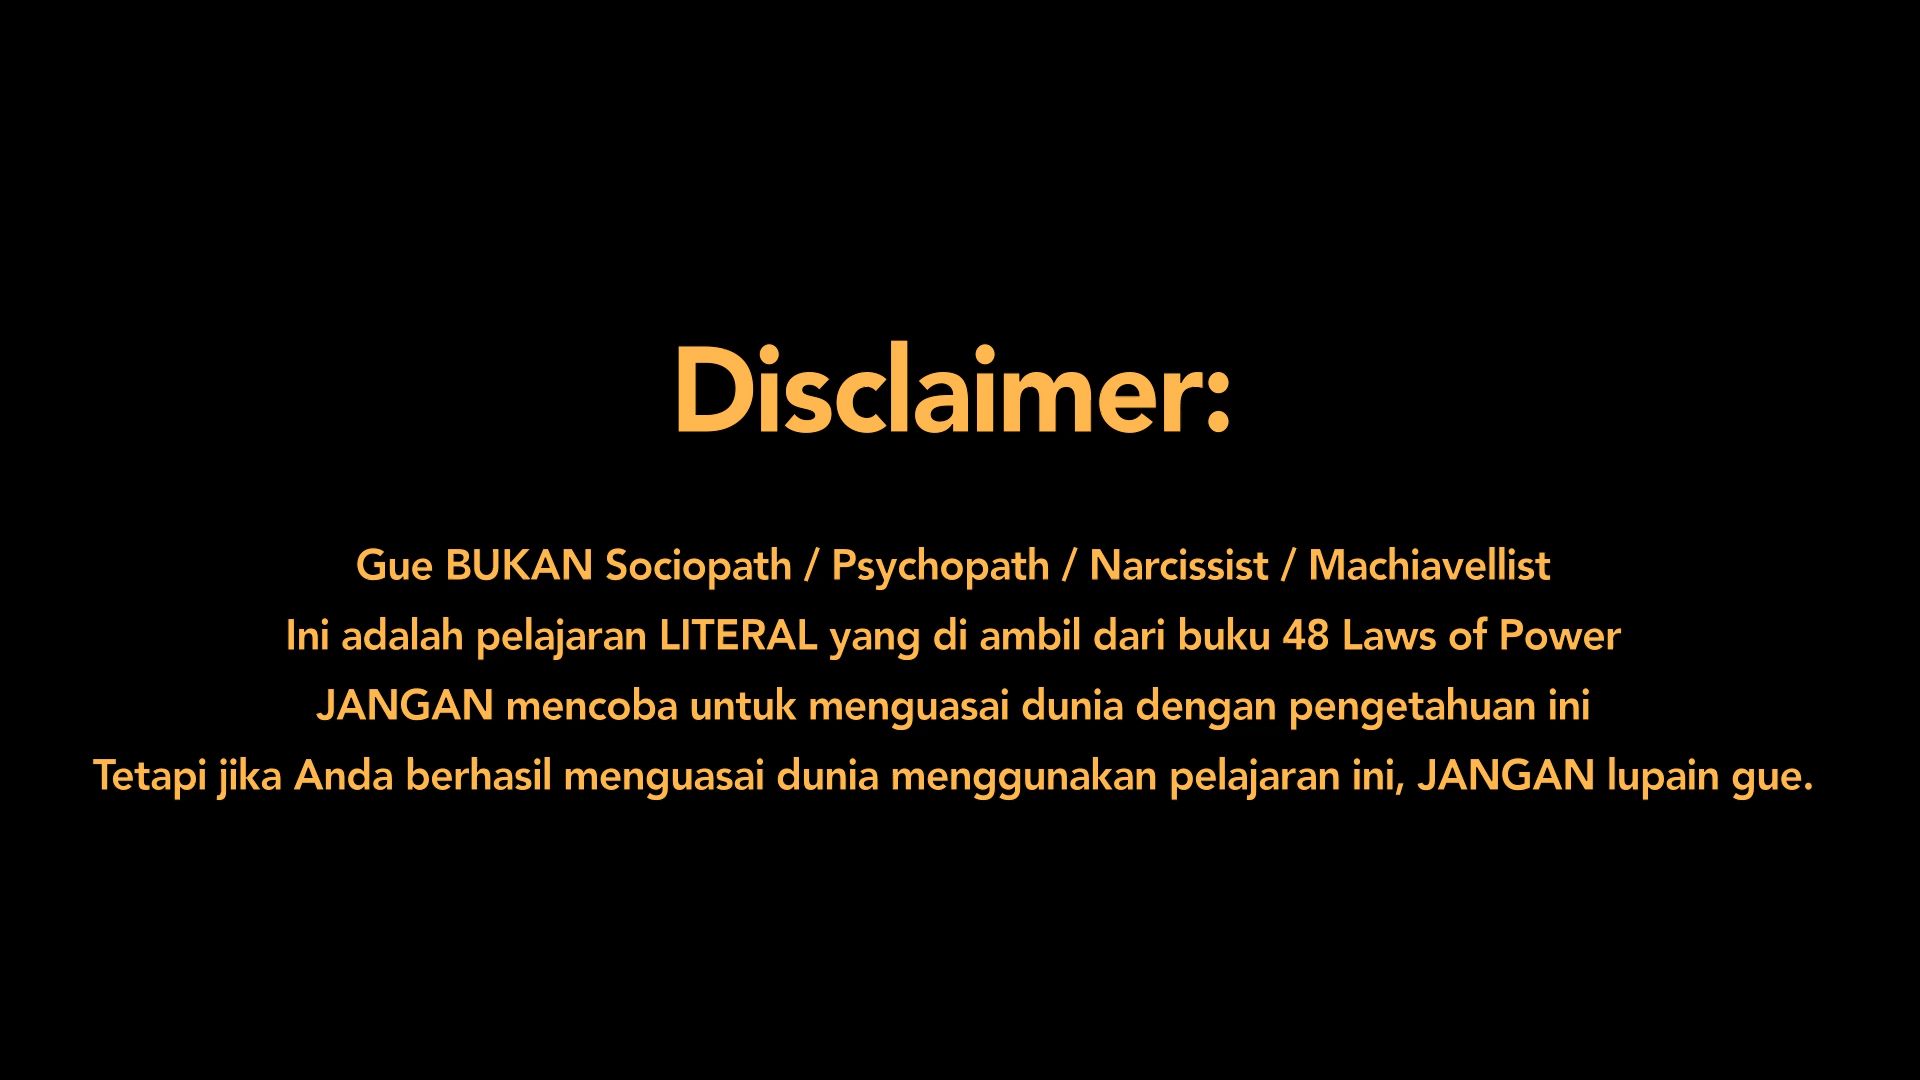 Disclaimer:
Gue BUKAN Sociopath / Psychopath / Narcissist / Machiavellist
Ini adalah pelajaran LITERAL yang di ambil dari buku 48 Laws of Power
JANGAN mencoba untuk menguasai dunia dengan pengetahuan ini
Tetapi jika Anda berhasil menguasai dunia menggunakan pelajaran ini, JANGAN lupain gue.